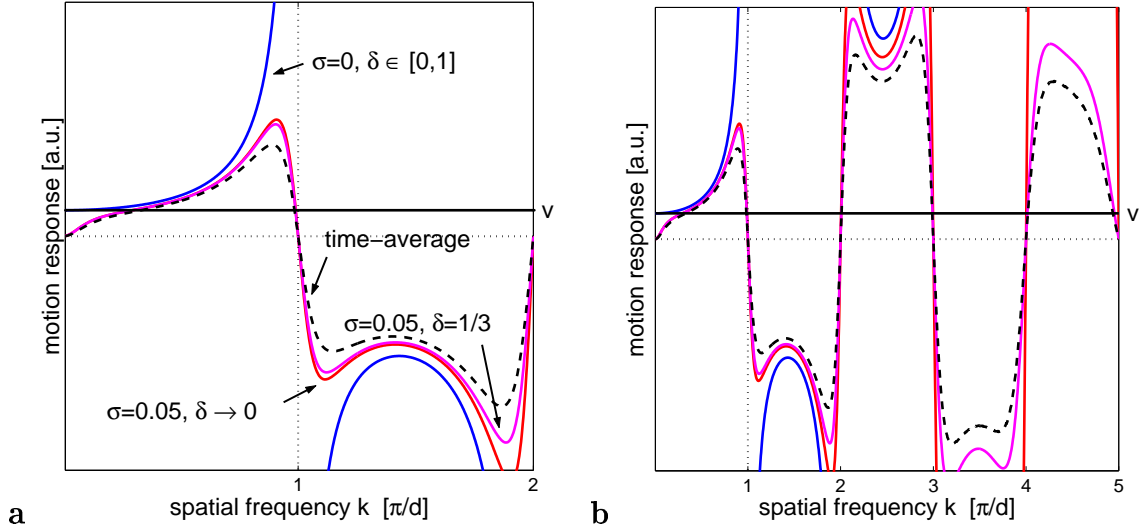 σ=0, δ ∈ [0,1]
v
time−average
σ=0.05, δ=1/3
σ=0.05, δ → 0
motion response [a.u.]
1
2
spatial frequency k [π/d]
a
v
motion response [a.u.]
1
2
3
4
5
spatial frequency k [π/d]
b